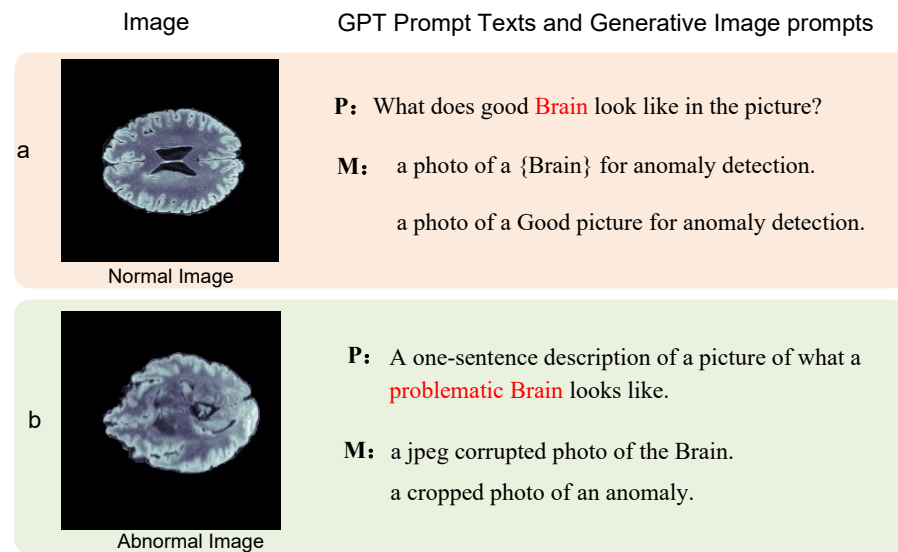 Image
GPT Prompt Texts and Generative Image prompts
a
P： What does good Brain look like in the picture?
M： a photo of a {Brain} for anomaly detection.
a photo of a Good picture for anomaly detection.
Normal Image
b
P： A one-sentence description of a picture of what a
problematic Brain looks like.
M： a jpeg corrupted photo of the Brain.
a cropped photo of an anomaly.
Abnormal Image